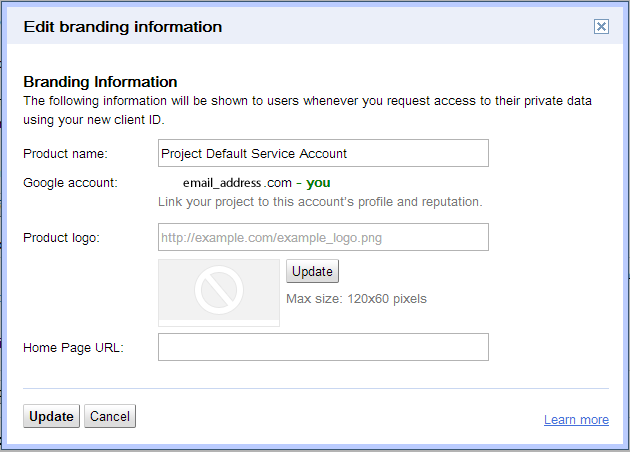 Edit branding information
Branding Information
The following information will be shown to users whenever you request access to their private data
using your new client ID.
Product name: Project Default Service Account
Google account: email_address.com – you
Link your project to this account's profile and reputation.
Product logo: http://example.com/example_logo.png
Update
Max size: 120x60 pixels
Home Page URL:
Update Cancel Learn more